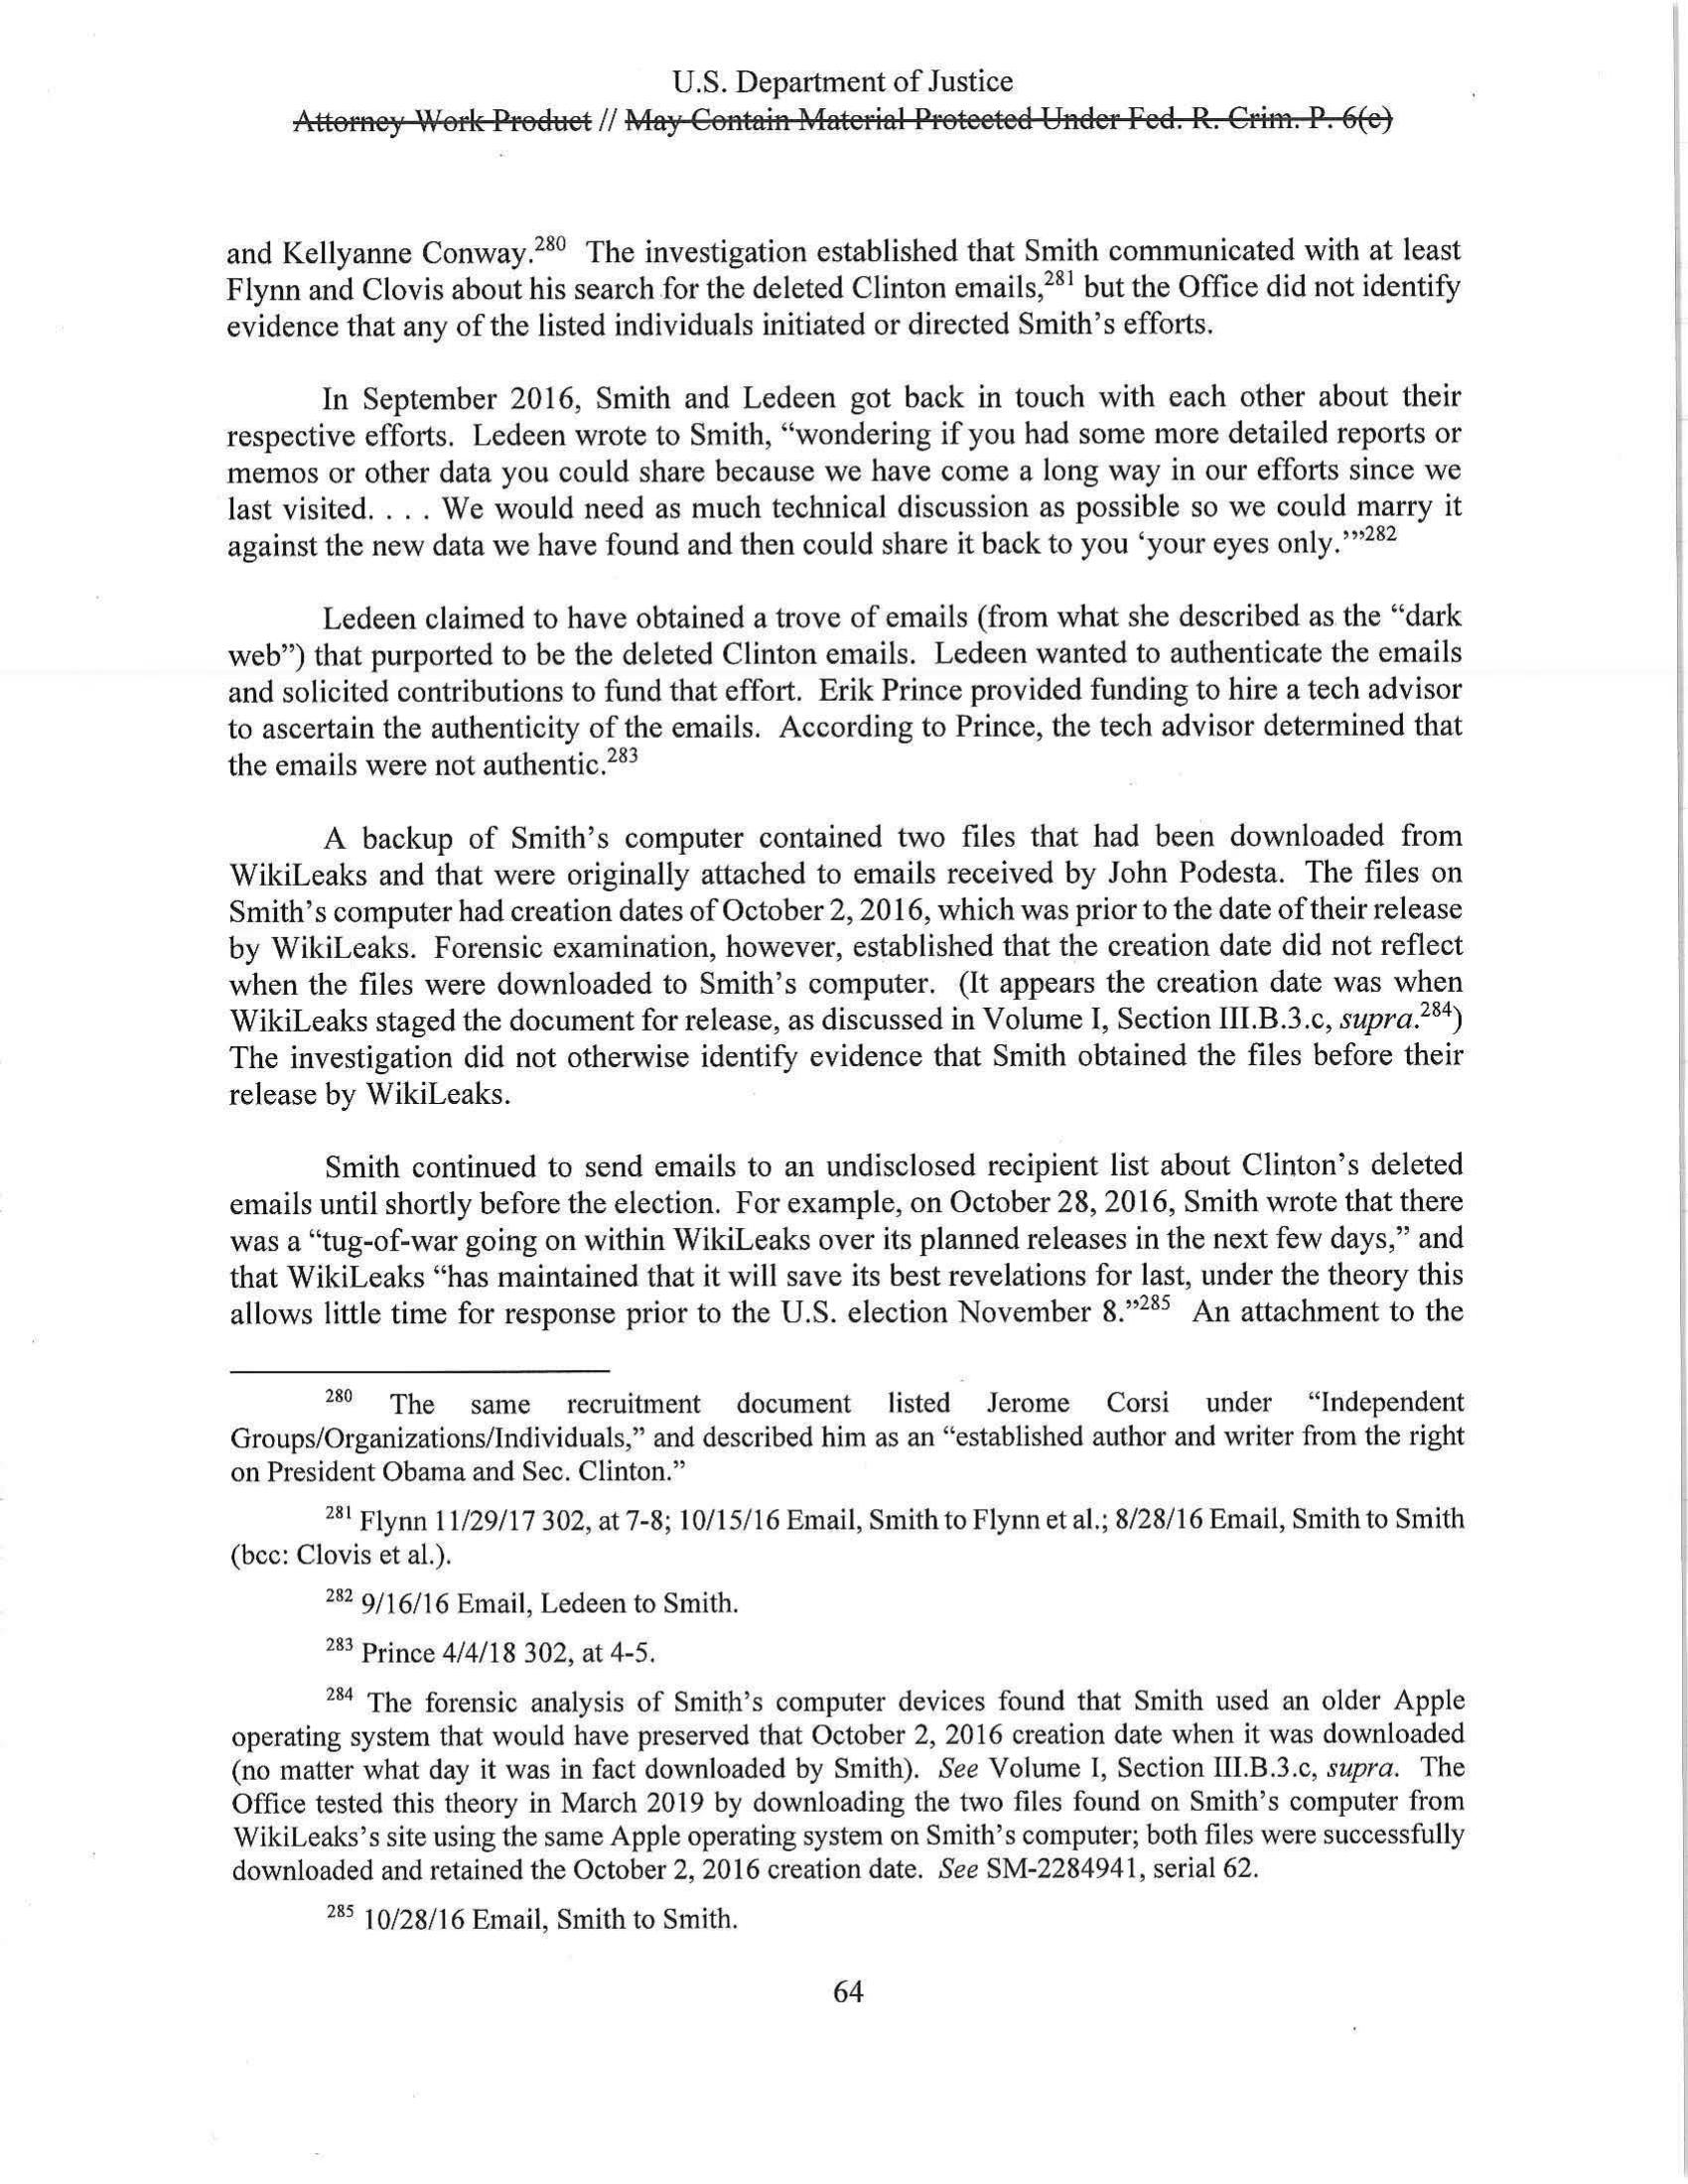 U.S. Department of Justice
Attorney Work Product // May Contain Material Protected Under Fed. R. Crim. P. 6(e)
and Kellyanne Conway.280 The investigation established that Smith communicated with at least
Flynn and Clovis about his search for the deleted Clinton emails,281 but the Office did not identify
evidence that any of the listed individuals initiated or directed Smith's efforts.
In September 2016, Smith and Ledeen got back in touch with each other about their
respective efforts. Ledeen wrote to Smith, “wondering if you had some more detailed reports or
memos or other data you could share because we have come a long way in our efforts since we
last visited. . . . We would need as much technical discussion as possible so we could marry it
against the new data we have found and then could share it back to you ‘your eyes only.’”282
Ledeen claimed to have obtained a trove of emails (from what she described as the “dark
web”) that purported to be the deleted Clinton emails. Ledeen wanted to authenticate the emails
and solicited contributions to fund that effort. Erik Prince provided funding to hire a tech advisor
to ascertain the authenticity of the emails. According to Prince, the tech advisor determined that
the emails were not authentic.283
A backup of Smith's computer contained two files that had been downloaded from
WikiLeaks and that were originally attached to emails received by John Podesta. The files on
Smith's computer had creation dates of October 2, 2016, which was prior to the date of their release
by WikiLeaks. Forensic examination, however, established that the creation date did not reflect
when the files were downloaded to Smith's computer. (It appears the creation date was when
WikiLeaks staged the document for release, as discussed in Volume I, Section III.B.3.c, supra.284)
The investigation did not otherwise identify evidence that Smith obtained the files before their
release by WikiLeaks.
Smith continued to send emails to an undisclosed recipient list about Clinton's deleted
emails until shortly before the election. For example, on October 28, 2016, Smith wrote that there
was a “tug-of-war going on within WikiLeaks over its planned releases in the next few days,” and
that WikiLeaks “has maintained that it will save its best revelations for last, under the theory this
allows little time for response prior to the U.S. election November 8.”285 An attachment to the
280 The same recruitment document listed Jerome Corsi under “Independent
Groups/Organizations/Individuals,” and described him as an “established author and writer from the right
on President Obama and Sec. Clinton.”
281 Flynn 11/29/17 302, at 7-8; 10/15/16 Email, Smith to Flynn et al.; 8/28/16 Email, Smith to Smith
(bcc: Clovis et al.).
282 9/16/16 Email, Ledeen to Smith.
283 Prince 4/4/18 302, at 4-5.
284 The forensic analysis of Smith's computer devices found that Smith used an older Apple
operating system that would have preserved that October 2, 2016 creation date when it was downloaded
(no matter what day it was in fact downloaded by Smith). See Volume I, Section III.B.3.c, supra. The
Office tested this theory in March 2019 by downloading the two files found on Smith's computer from
WikiLeaks's site using the same Apple operating system on Smith's computer; both files were successfully
downloaded and retained the October 2, 2016 creation date. See SM-2284941, serial 62.
285 10/28/16 Email, Smith to Smith.
64